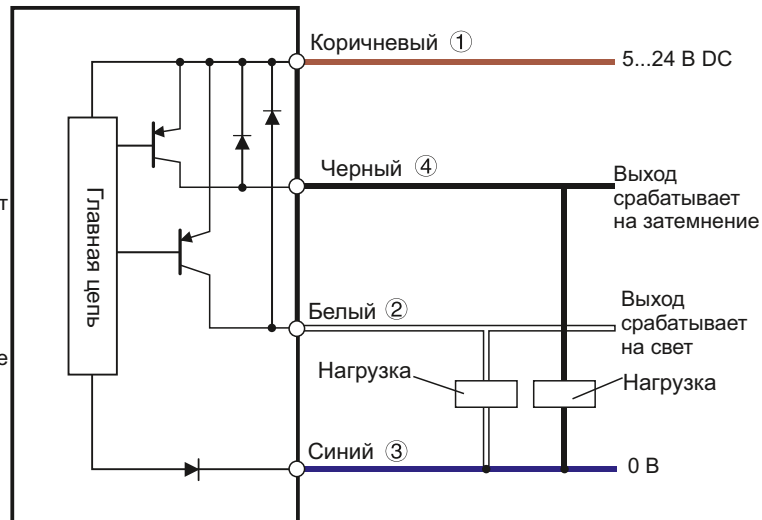 Коричневый ①
5...24 В DC
Черный ④
Выход
срабатывает
на затемнение
Главная цепь
т
Белый ②
Выход
срабатывает
на свет
е
Нагрузка
Нагрузка
Синий ③
0 В